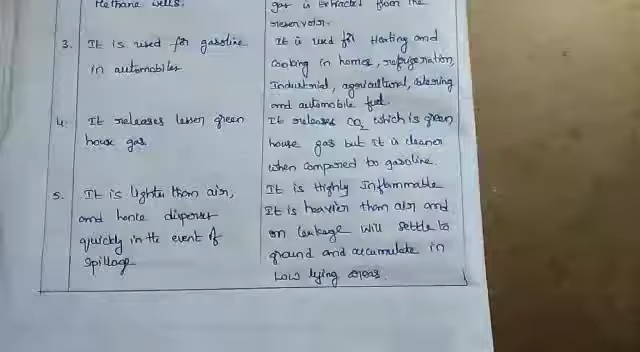 Methane wells.
gas is extracted from the
reservoir.
3. It is used for gasoline
in automobiles
It is used for Heating and
cooking in homes, refrigeration,
Industrial, agricultural, catering
and automobile fuel.
4. It releases lesser green
house gas
It releases CO2 which is green
house gas but it is cleaner
when compared to gasoline.
5. It is lighter than air,
and hence disperses
quickly in the event of
Spillage
It is Highly Inflammable
It is heavier than air and
on leakage will settle to
ground and accumulate in
Low lying areas.